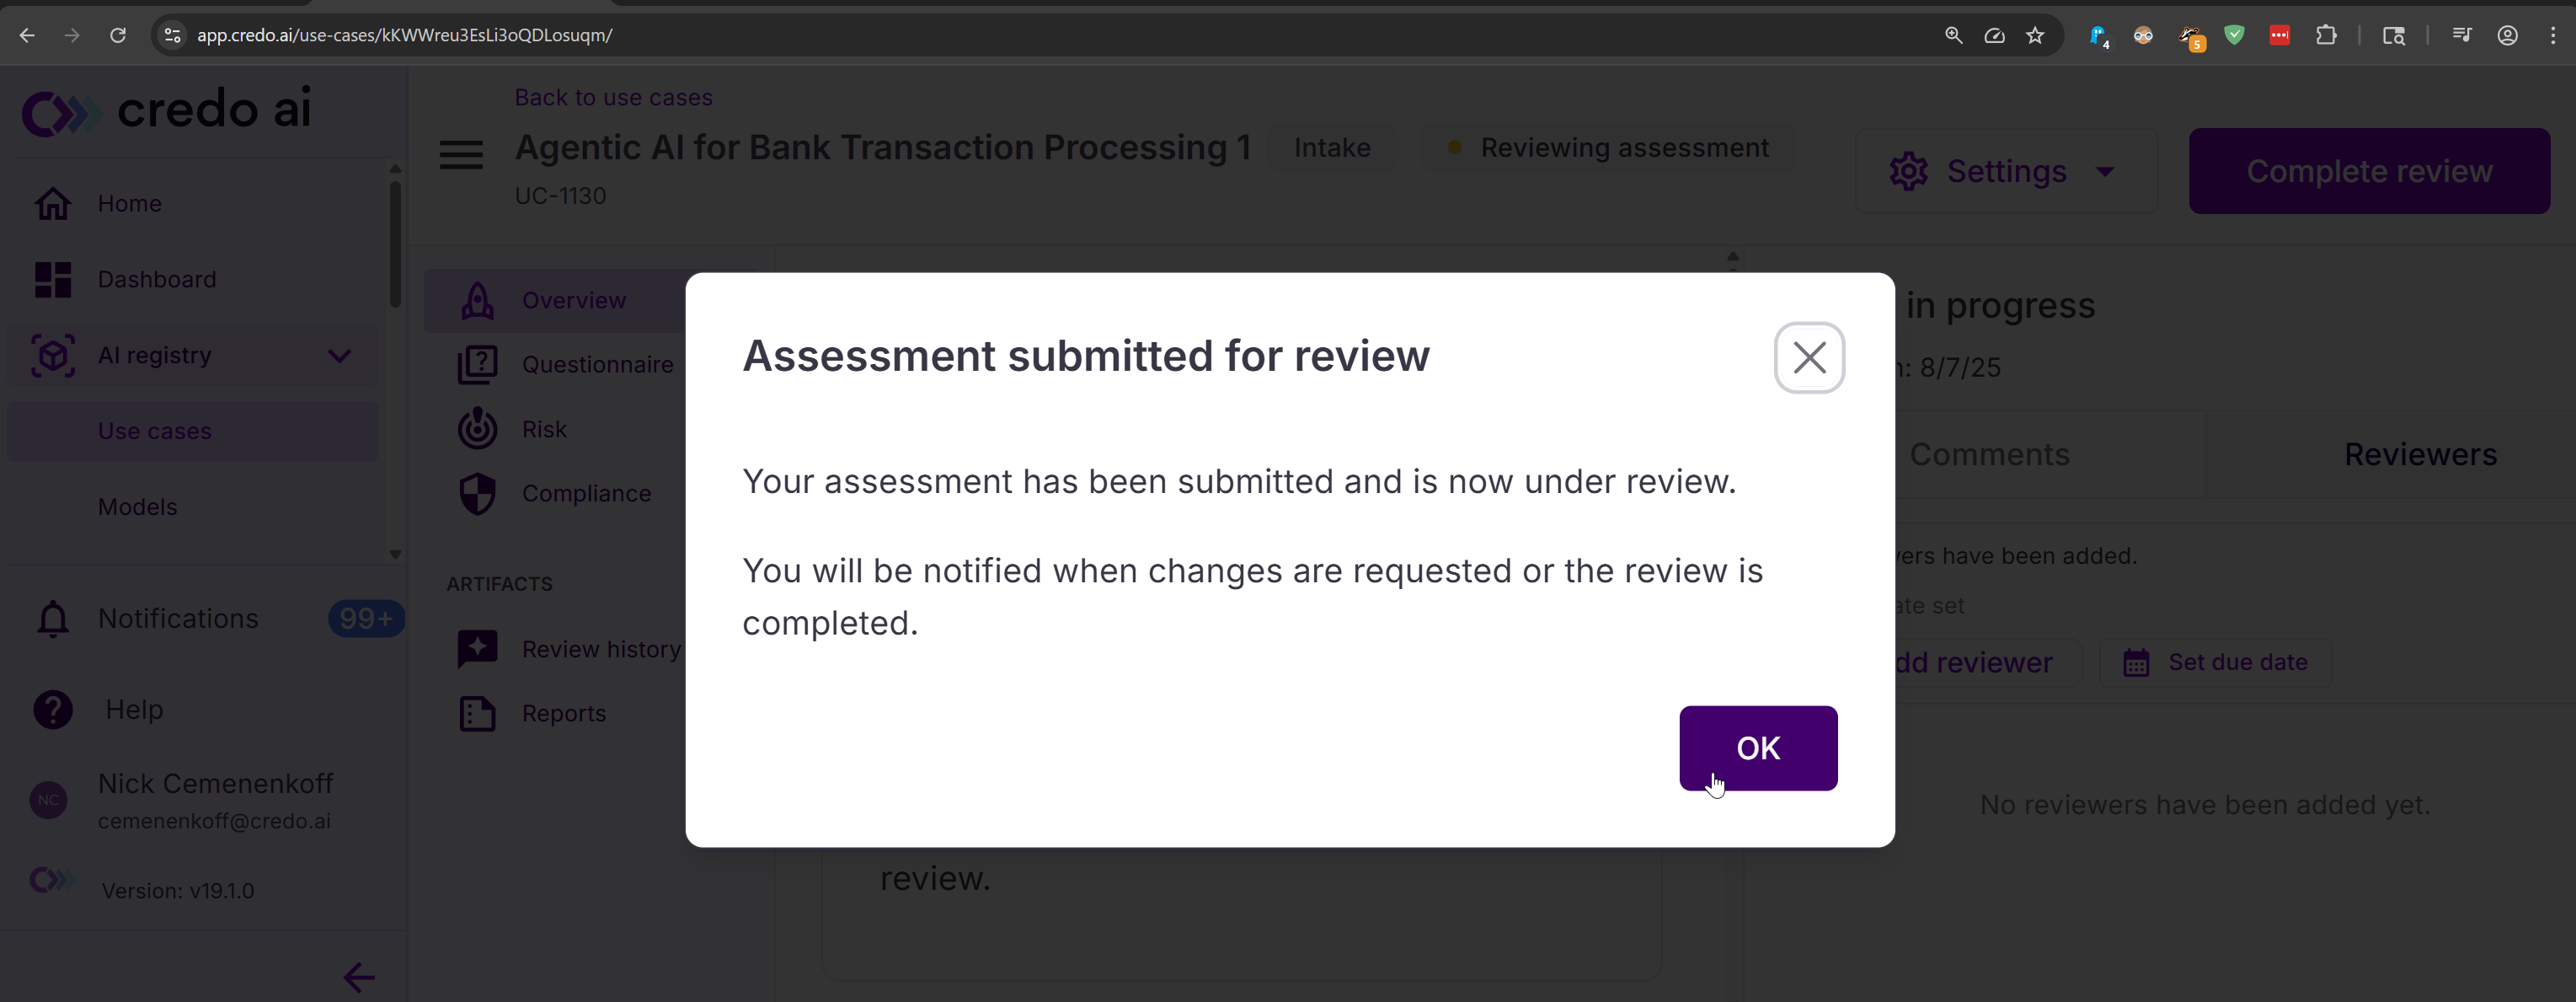 app.credo.ai/use-cases/kKWWreu3EsLi3oQDLosuqm/
4
5
credo ai
Home
Dashboard
AI registry
Use cases
Models
Notifications
99+
Help
NC
Nick Cemenenkoff
cemenenkoff@credo.ai
Version: v19.1.0
Back to use cases
Agentic AI for Bank Transaction Processing 1
Intake
Reviewing assessment
UC-1130
Settings
Complete review
Overview
Questionnaire
Risk
Compliance
ARTIFACTS
Review history
Reports
Assessment submitted for review
Your assessment has been submitted and is now under review.
You will be notified when changes are requested or the review is
completed.
OK
review.
in progress
: 8/7/25
Comments
Reviewers
have been added.
set
reviewer
Set due date
No reviewers have been added yet.